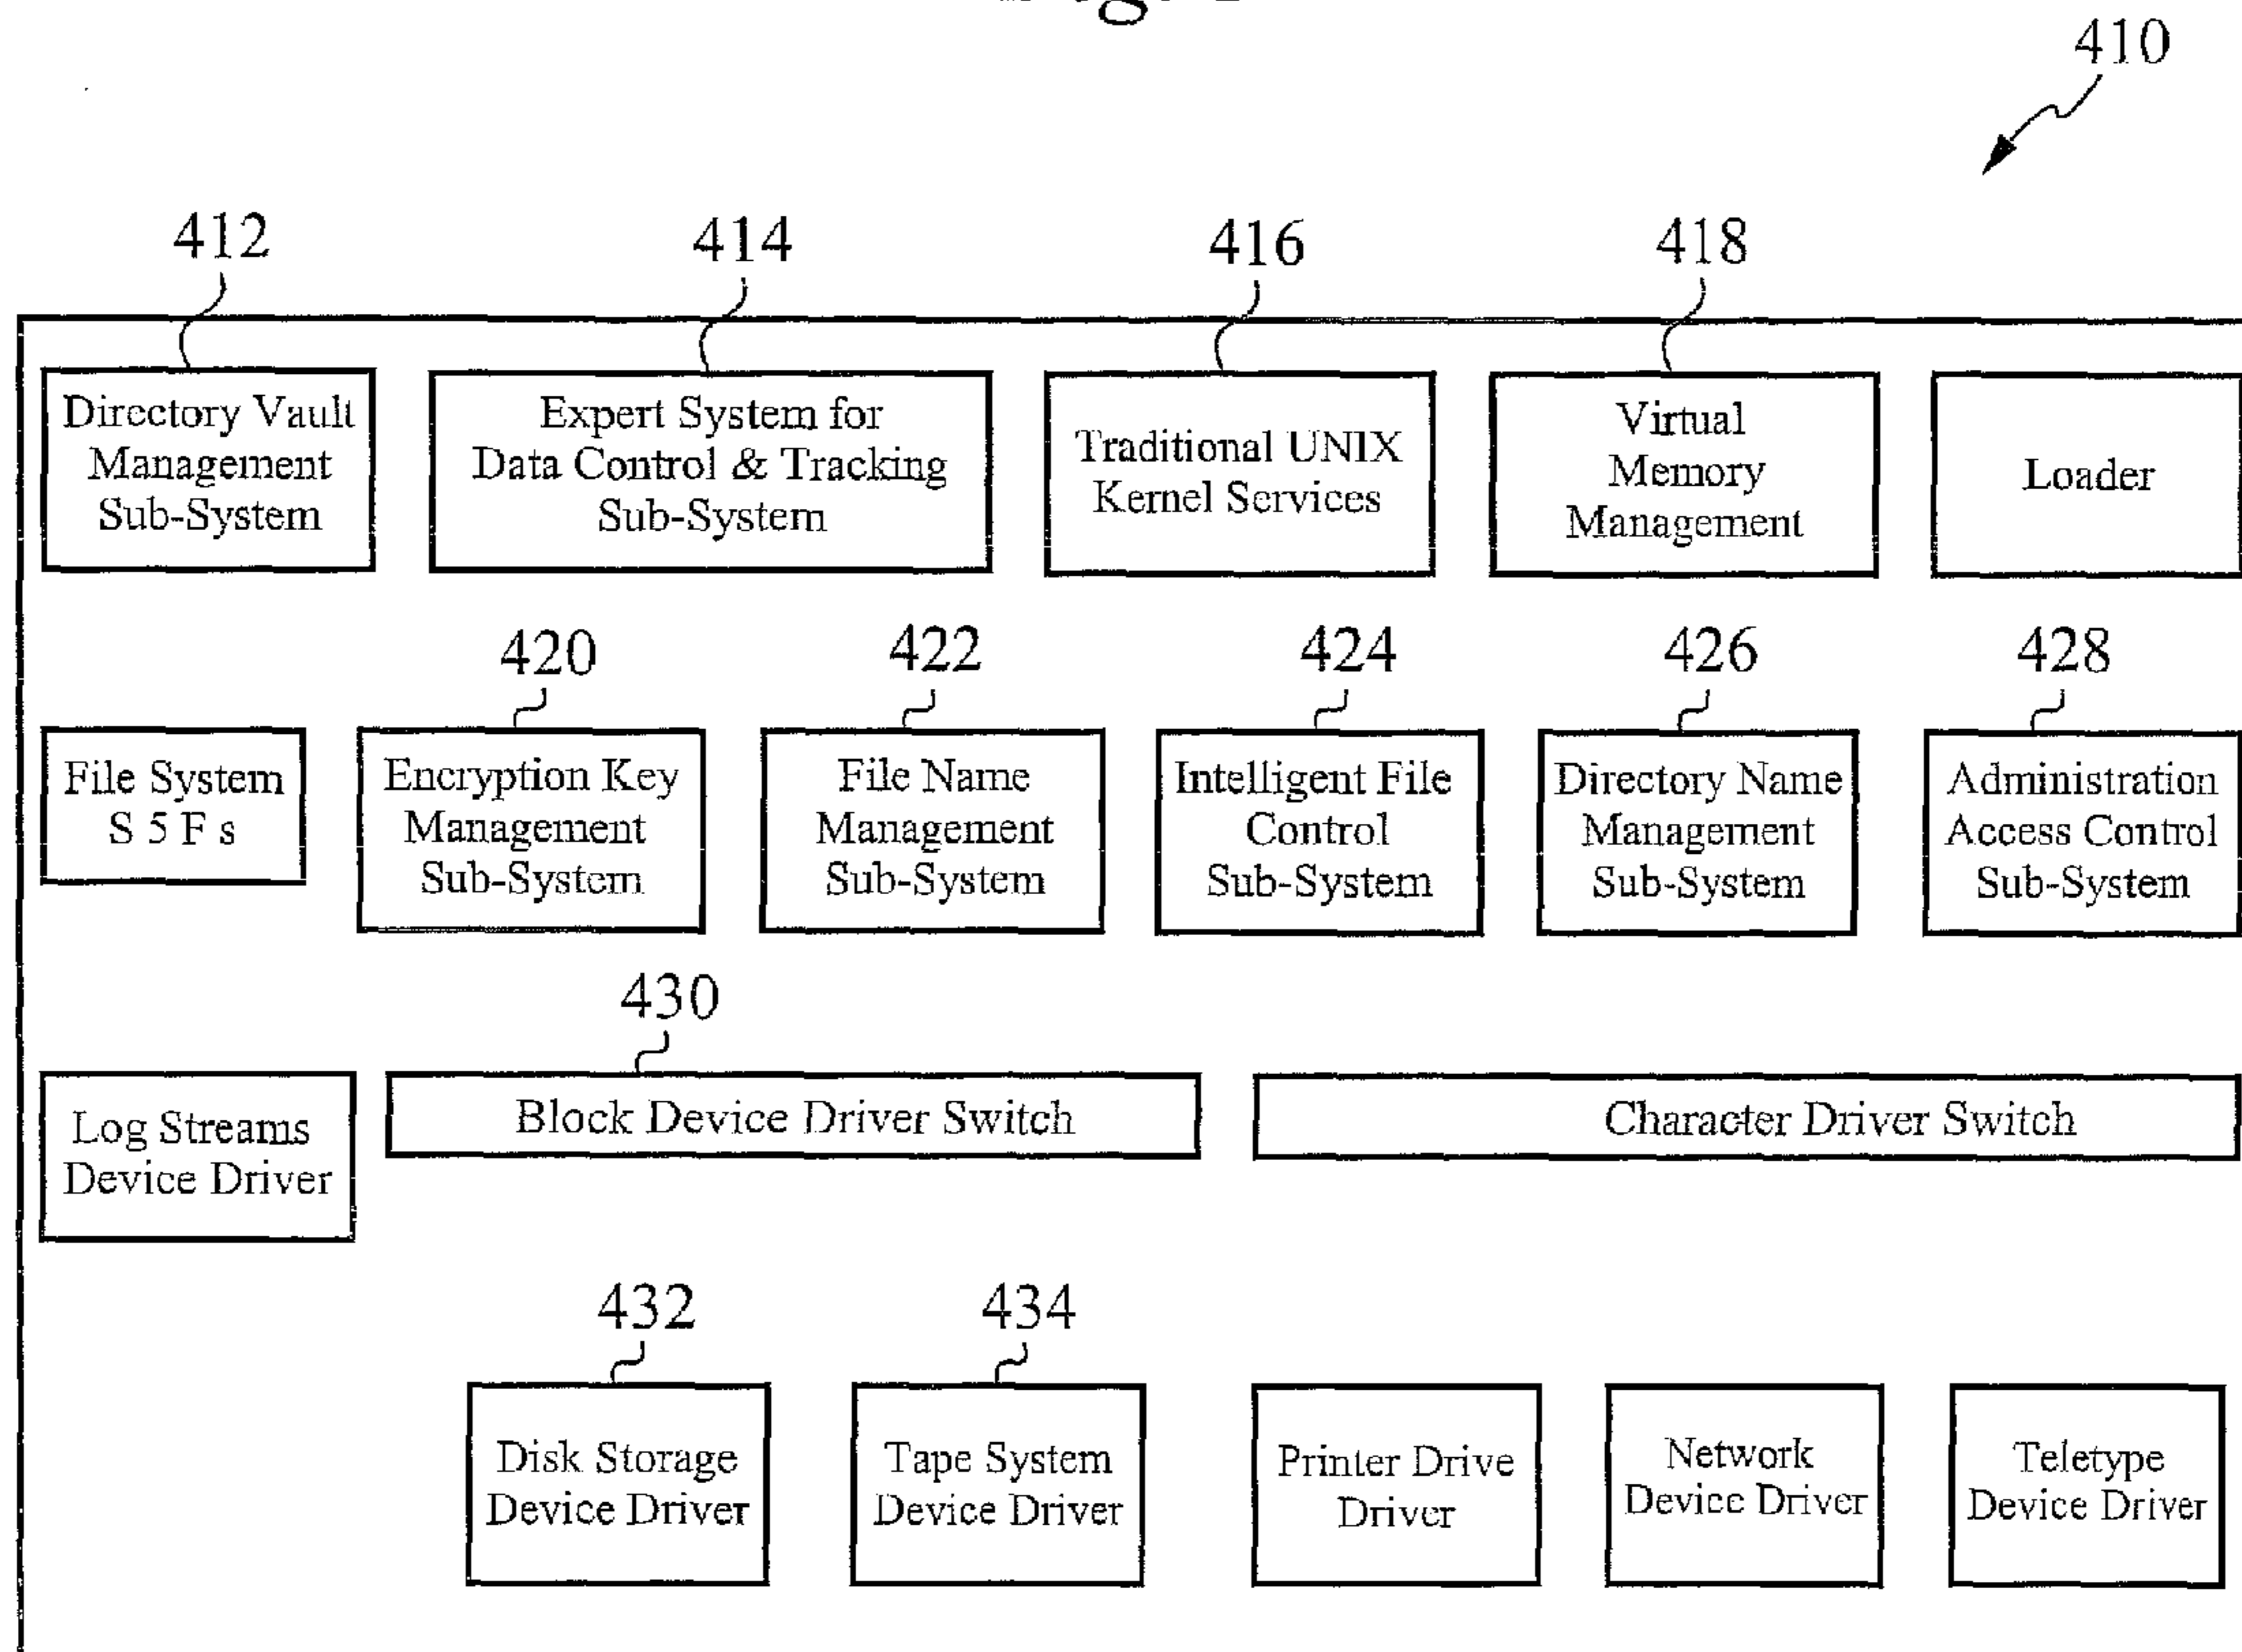 410
412 414 416 418
Directory Vault
Management
Sub-System
Expert System for
Data Control & Tracking
Sub-System
Traditional UNIX
Kernel Services
Virtual
Memory
Management
Loader
420 422 424 426 428
File System
S 5 F s
Encryption Key
Management
Sub-System
File Name
Management
Sub-System
Intelligent File
Control
Sub-System
Directory Name
Management
Sub-System
Administration
Access Control
Sub-System
430
Log Streams
Device Driver
Block Device Driver Switch
Character Driver Switch
432 434
Disk Storage
Device Driver
Tape System
Device Driver
Printer Drive
Driver
Network
Device Driver
Teletype
Device Driver